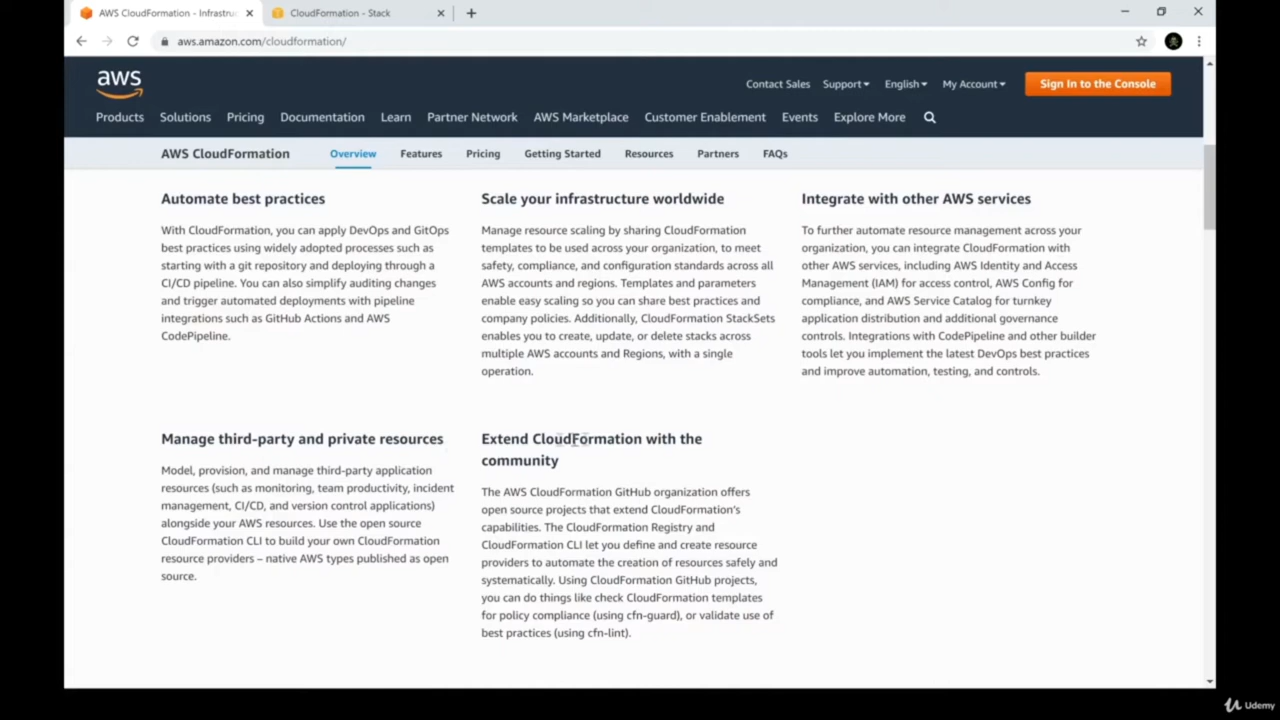 AWS CloudFormation - Infrastruc
CloudFormation - Stack
aws.amazon.com/cloudformation/
aws
Contact Sales Support English My Account Sign In to the Console
Products Solutions Pricing Documentation Learn Partner Network AWS Marketplace Customer Enablement Events Explore More
AWS CloudFormation Overview Features Pricing Getting Started Resources Partners FAQs
Automate best practices
With CloudFormation, you can apply DevOps and GitOps
best practices using widely adopted processes such as
starting with a git repository and deploying through a
CI/CD pipeline. You can also simplify auditing changes
and trigger automated deployments with pipeline
integrations such as GitHub Actions and AWS
CodePipeline.
Scale your infrastructure worldwide
Manage resource scaling by sharing CloudFormation
templates to be used across your organization, to meet
safety, compliance, and configuration standards across all
AWS accounts and regions. Templates and parameters
enable easy scaling so you can share best practices and
company policies. Additionally, CloudFormation StackSets
enables you to create, update, or delete stacks across
multiple AWS accounts and Regions, with a single
operation.
Integrate with other AWS services
To further automate resource management across your
organization, you can integrate CloudFormation with
other AWS services, including AWS Identity and Access
Management (IAM) for access control, AWS Config for
compliance, and AWS Service Catalog for turnkey
application distribution and additional governance
controls. Integrations with CodePipeline and other builder
tools let you implement the latest DevOps best practices
and improve automation, testing, and controls.
Manage third-party and private resources
Model, provision, and manage third-party application
resources (such as monitoring, team productivity, incident
management, CI/CD, and version control applications)
alongside your AWS resources. Use the open source
CloudFormation CLI to build your own CloudFormation
resource providers – native AWS types published as open
source.
Extend CloudFormation with the
community
The AWS CloudFormation GitHub organization offers
open source projects that extend CloudFormation's
capabilities. The CloudFormation Registry and
CloudFormation CLI let you define and create resource
providers to automate the creation of resources safely and
systematically. Using CloudFormation GitHub projects,
you can do things like check CloudFormation templates
for policy compliance (using cfn-guard), or validate use of
best practices (using cfn-lint).
Udemy